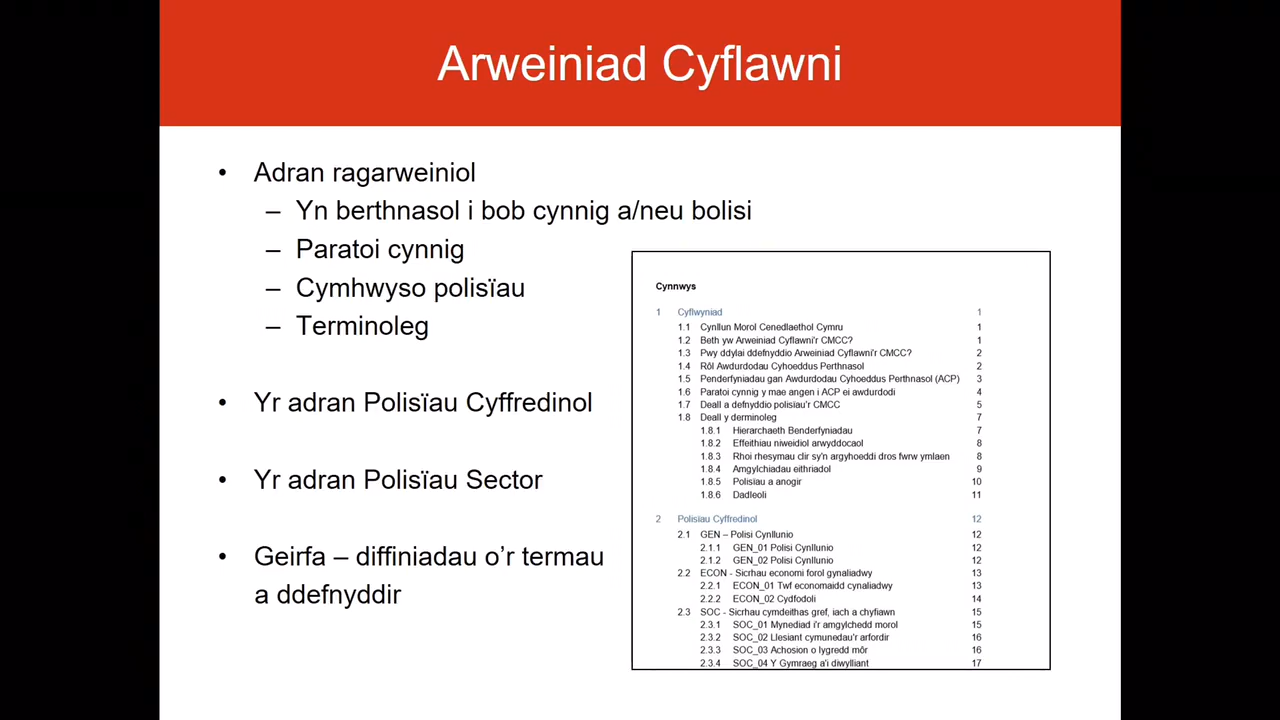 Arweiniad Cyflawni
• Adran ragarweiniol
– Yn berthnasol i bob cynnig a/neu bolisi
– Paratoi cynnig
– Cymhwyso polisïau
– Terminoleg
• Yr adran Polisïau Cyffredinol
• Yr adran Polisïau Sector
• Geirfa – diffiniadau o’r termau
a ddefnyddir
Cynnwys
1 Cyflwyniad 1
1.1 Cynllun Morol Cenedlaethol Cymru 1
1.2 Beth yw Arweiniad Cyflawni'r CMCC? 1
1.3 Pwy ddylai ddefnyddio Arweiniad Cyflawni'r CMCC? 2
1.4 Rôl Awdurdodau Cyhoeddus Perthnasol 2
1.5 Penderfyniadau gan Awdurdodau Cyhoeddus Perthnasol (ACP) 3
1.6 Paratoi cynnig y mae angen i ACP ei awdurdodi 4
1.7 Deall a defnyddio polisïau'r CMCC 5
1.8 Deall y derminoleg 7
1.8.1 Hierarchaeth Benderfyniadau 7
1.8.2 Effeithiau niweidiol arwyddocaol 8
1.8.3 Rhoi rhesymau clir sy'n argyhoeddi dros fwrw ymlaen 8
1.8.4 Amgylchiadau eithriadol 9
1.8.5 Polisïau a anogir 10
1.8.6 Dadleoli 11
2 Polisïau Cyffredinol 12
2.1 GEN – Polisi Cynllunio 12
2.1.1 GEN_01 Polisi Cynllunio 12
2.1.2 GEN_02 Polisi Cynllunio 12
2.2 ECON - Sicrhau economi forol gynaliadwy 13
2.2.1 ECON_01 Twf economaidd cynaliadwy 13
2.2.2 ECON_02 Cydfodoli 14
2.3 SOC - Sicrhau cymdeithas gref, iach a chyfiawn 15
2.3.1 SOC_01 Mynediad i'r amgylchedd morol 15
2.3.2 SOC_02 Llesiant cymunedau'r arfordir 16
2.3.3 SOC_03 Achosion o lygredd môr 16
2.3.4 SOC_04 Y Gymraeg a'i diwylliant 17